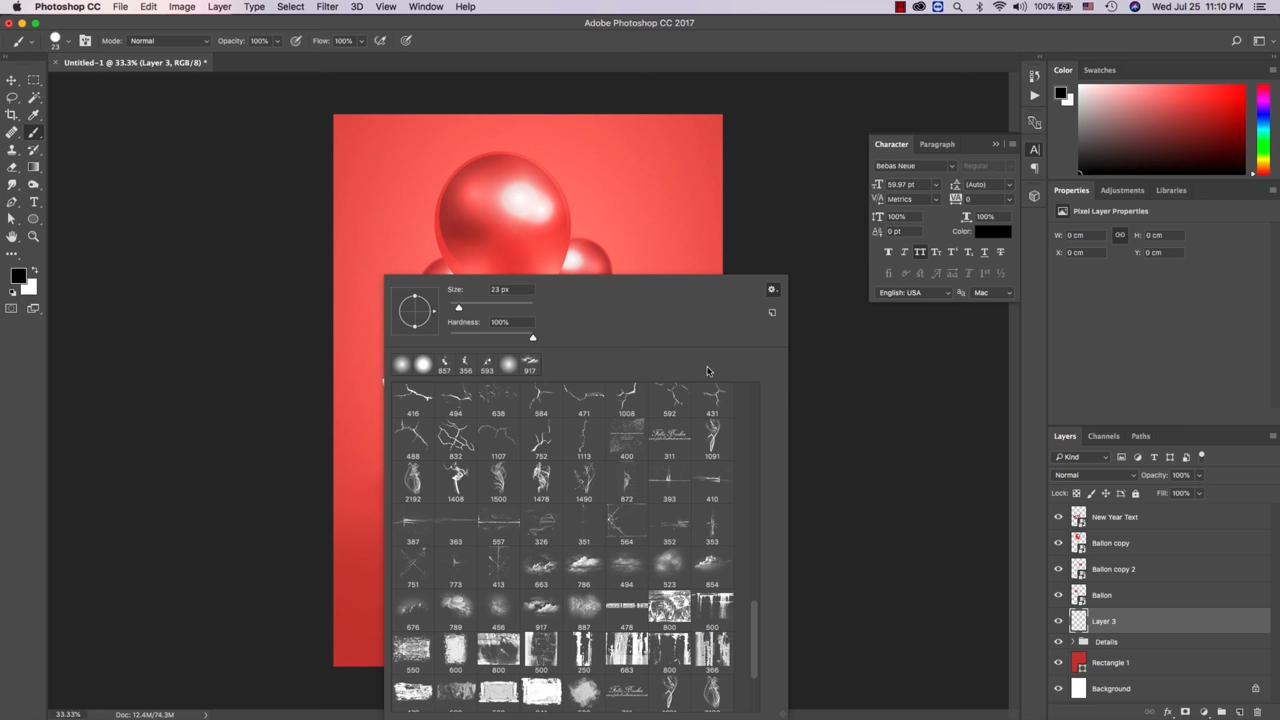 Photoshop CC File Edit Image Layer Type Select Filter 3D View Window Help 100% Wed Jul 25 11:10 PM
Adobe Photoshop CC 2017
23 Mode: Normal Opacity: 100% Flow: 100%
Untitled-1 @ 33.3% (Layer 3, RGB/8) *
Color Swatches
Character Paragraph
Bebas Neue Regular
59.97 pt (Auto)
Metrics 0
100% 100%
0 pt Color:
English: USA Mac
Properties Adjustments Libraries
Pixel Layer Properties
W: 0 cm H: 0 cm
X: 0 cm Y: 0 cm
Size: 23 px
Hardness: 100%
857 356 593 917
416 494 638 584 471 1008 592 431
488 832 1107 752 1113 400 311 1091
2192 1408 1500 1478 1490 872 393 410
387 363 557 326 351 564 352 353
751 773 413 663 786 494 523 854
676 789 456 917 887 478 800 500
550 600 800 500 250 663 800 366
Layers Channels Paths
Kind
Normal Opacity: 100%
Lock: Fill: 100%
New Year Text
Ballon copy
Ballon copy 2
Ballon
Layer 3
Details
Rectangle 1
Background
33.33% Doc: 12.4M/74.3M